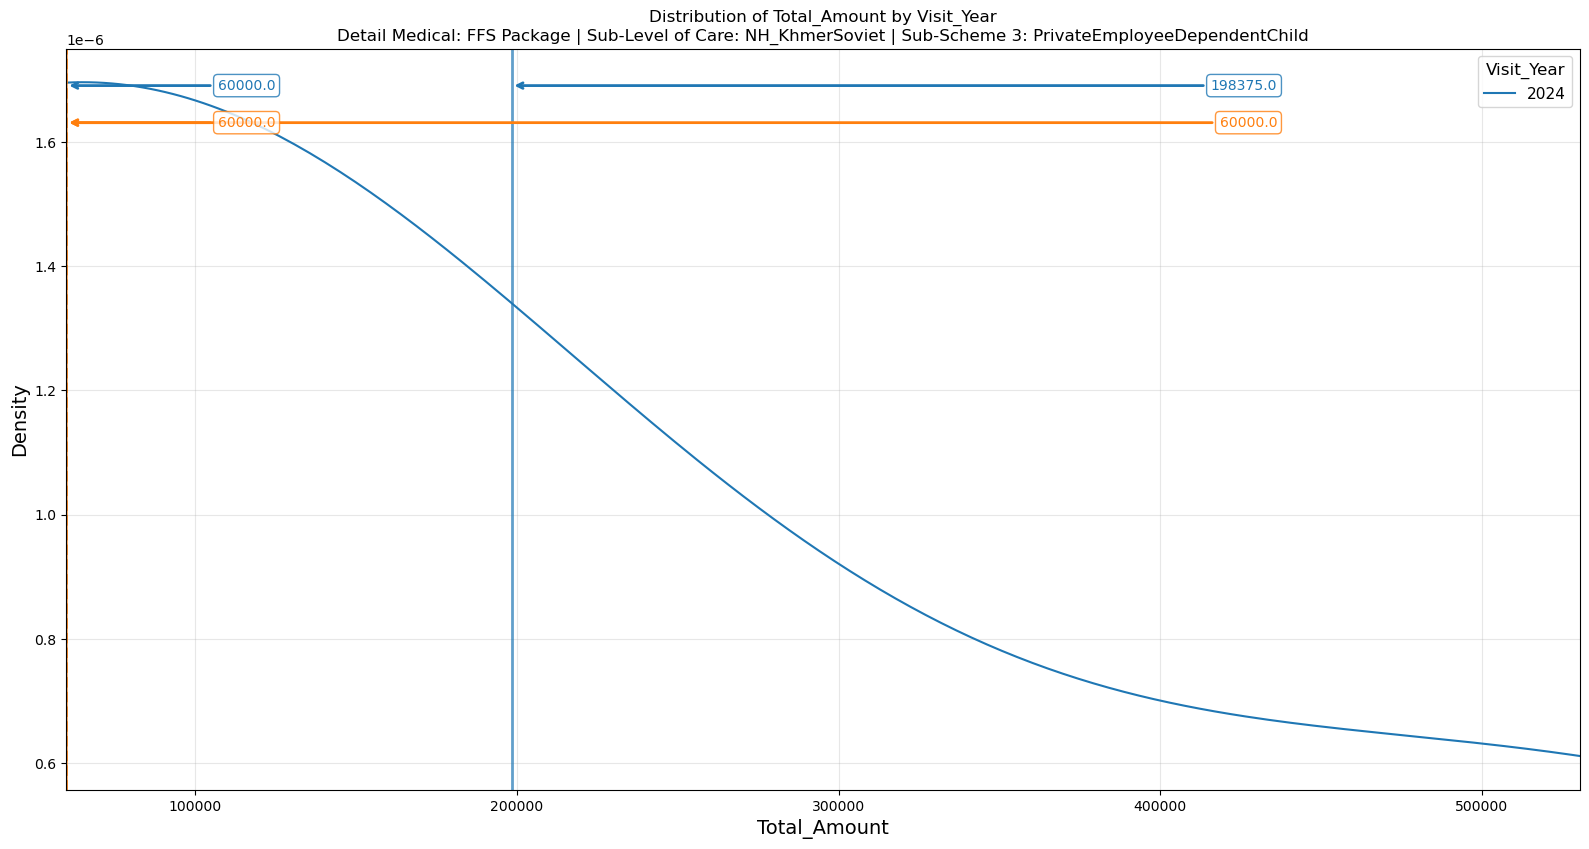 Distribution of Total_Amount by Visit_Year
Detail Medical: FFS Package | Sub-Level of Care: NH_KhmerSoviet | Sub-Scheme 3: PrivateEmployeeDependentChild
1e−6
Visit_Year
2024
60000.0
198375.0
60000.0
60000.0
1.6
1.4
1.2
1.0
0.8
0.6
Density
100000
200000
300000
400000
500000
Total_Amount